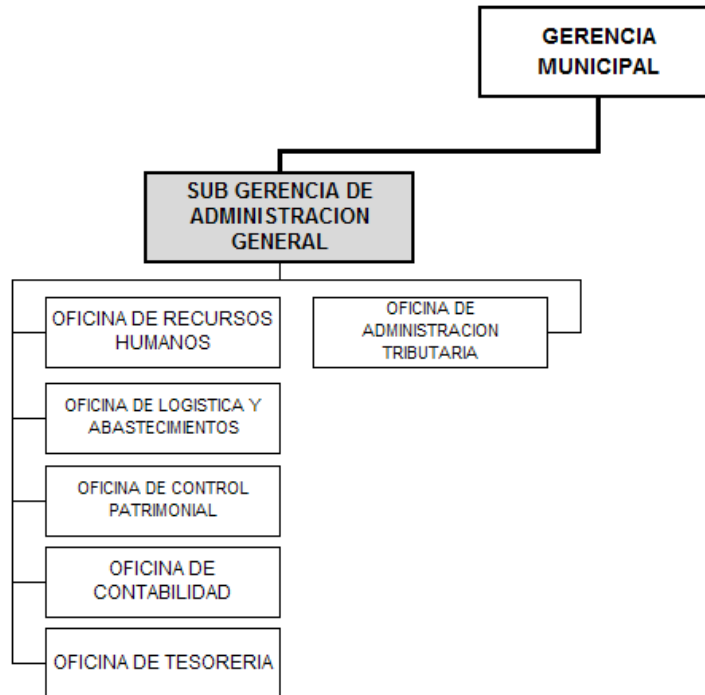 GERENCIA
MUNICIPAL
SUB GERENCIA DE
ADMINISTRACION
GENERAL
OFICINA DE RECURSOS
HUMANOS
OFICINA DE
ADMINISTRACION
TRIBUTARIA
OFICINA DE LOGISTICA Y
ABASTECIMIENTOS
OFICINA DE CONTROL
PATRIMONIAL
OFICINA DE
CONTABILIDAD
OFICINA DE TESORERIA